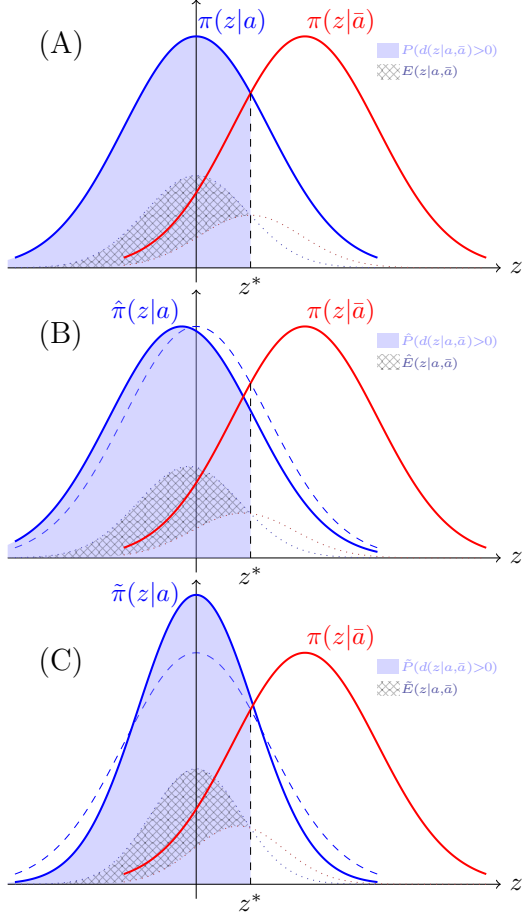 (A)
π(z|a)
π(z|ā)
P(d(z|a,ā)>0)
E(z|a,ā)
z*
z
(B)
π̂(z|a)
π(z|ā)
P̂(d(z|a,ā)>0)
Ê(z|a,ā)
z*
z
(C)
π̃(z|a)
π(z|ā)
P̃(d(z|a,ā)>0)
Ẽ(z|a,ā)
z*
z